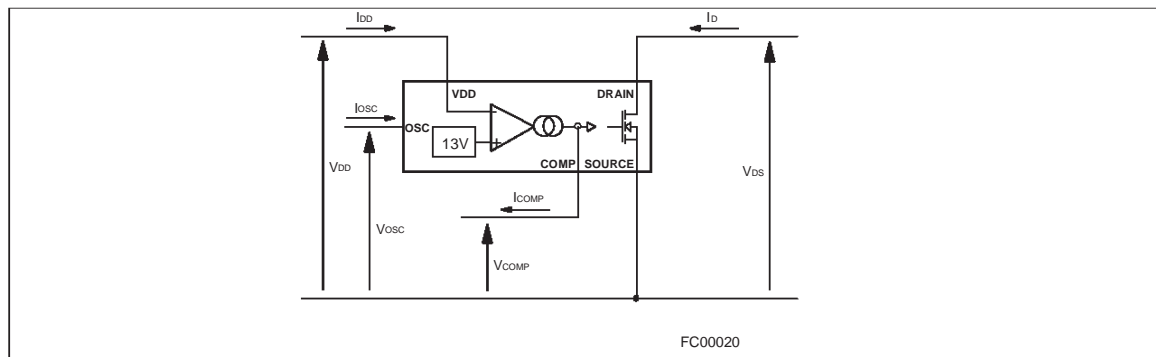 IDD
ID
VDD
DRAIN
IOSC
OSC
13V
COMP
SOURCE
VDD
VDS
ICOMP
VOSC
VCOMP
FC00020